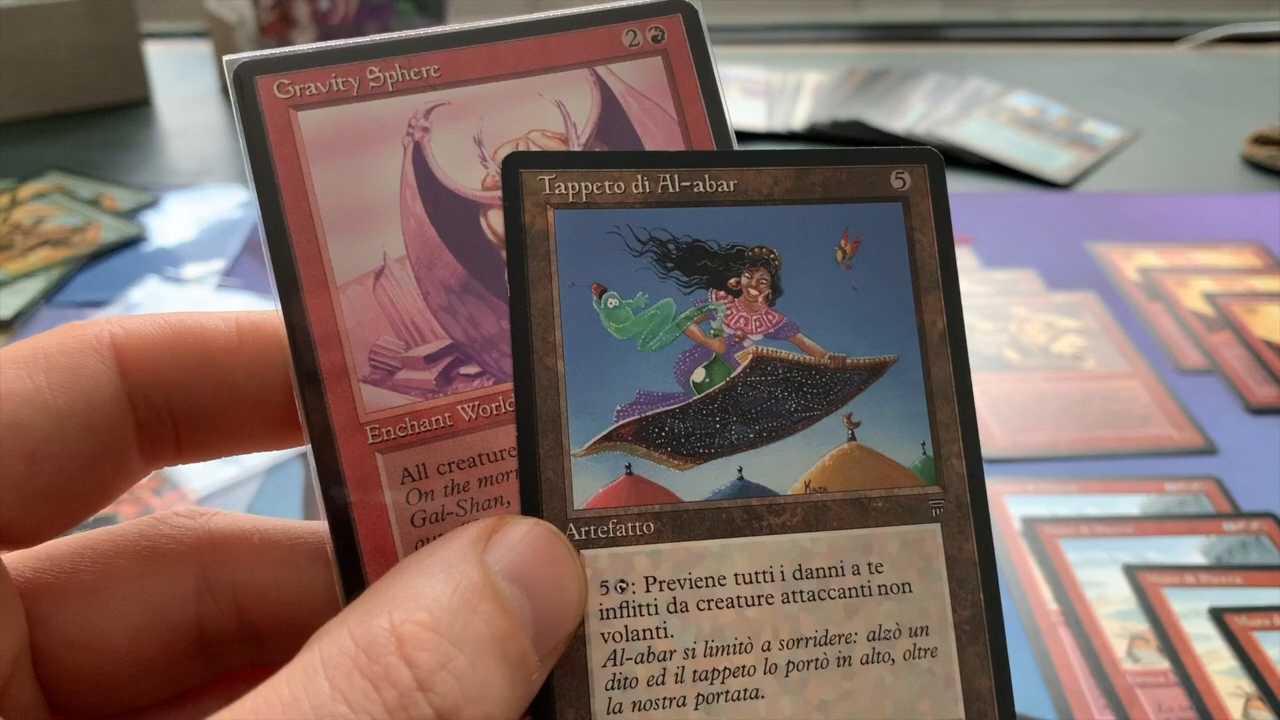 Gravity Sphere
2
Enchant World
All creature
On the morn
Gal-Shan,
Tappeto di Al-abar
5
Artefatto
5 : Previene tutti i danni a te
inflitti da creature attaccanti non
volanti.
Al-abar si limitò a sorridere: alzò un
dito ed il tappeto lo portò in alto, oltre
la nostra portata.